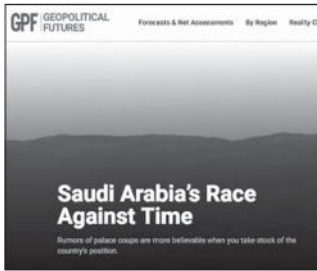 GPF GEOPOLITICAL
FUTURES
Forecasts & Net Assessments By Region Reality
Saudi Arabia's Race
Against Time
Rumors of palace coups are more believable when you take stock of the
country's position.